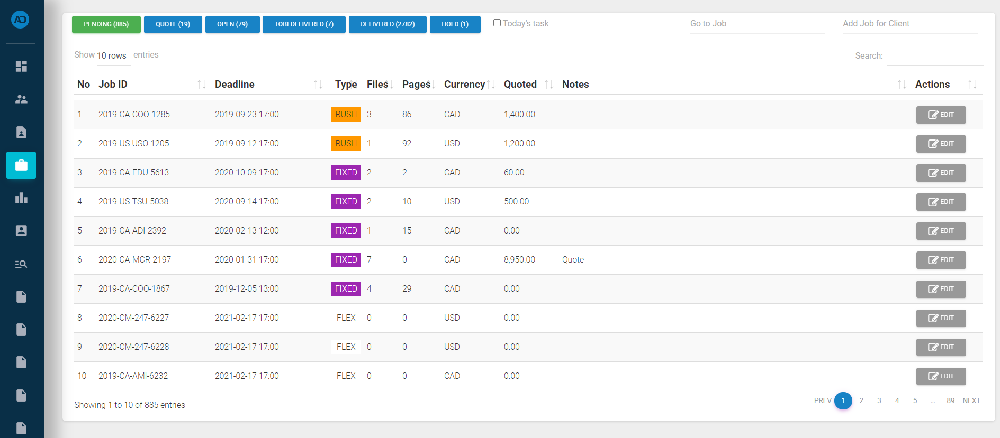 AD
PENDING (885) QUOTE (19) OPEN (79) TOBEDELIVERED (7) DELIVERED (2782) HOLD (1) Today's task Go to Job Add Job for Client
Show 10 rows entries Search:
No Job ID Deadline Type Files Pages Currency Quoted Notes Actions
1 2019-CA-COO-1285 2019-09-23 17:00 RUSH 3 86 CAD 1,400.00 EDIT
2 2019-US-USO-1205 2019-09-12 17:00 RUSH 1 92 USD 1,200.00 EDIT
3 2019-CA-EDU-5613 2020-10-09 17:00 FIXED 2 2 CAD 60.00 EDIT
4 2019-US-TSU-5038 2020-09-14 17:00 FIXED 2 10 USD 500.00 EDIT
5 2019-CA-ADI-2392 2020-02-13 12:00 FIXED 1 15 CAD 0.00 EDIT
6 2020-CA-MCR-2197 2020-01-31 17:00 FIXED 7 0 CAD 8,950.00 Quote EDIT
7 2019-CA-COO-1867 2019-12-05 13:00 FIXED 4 29 CAD 0.00 EDIT
8 2020-CM-247-6227 2021-02-17 17:00 FLEX 0 0 USD 0.00 EDIT
9 2020-CM-247-6228 2021-02-17 17:00 FLEX 0 0 USD 0.00 EDIT
10 2019-CA-AMI-6232 2021-02-17 17:00 FLEX 0 0 CAD 0.00 EDIT
Showing 1 to 10 of 885 entries PREV 1 2 3 4 5 … 89 NEXT